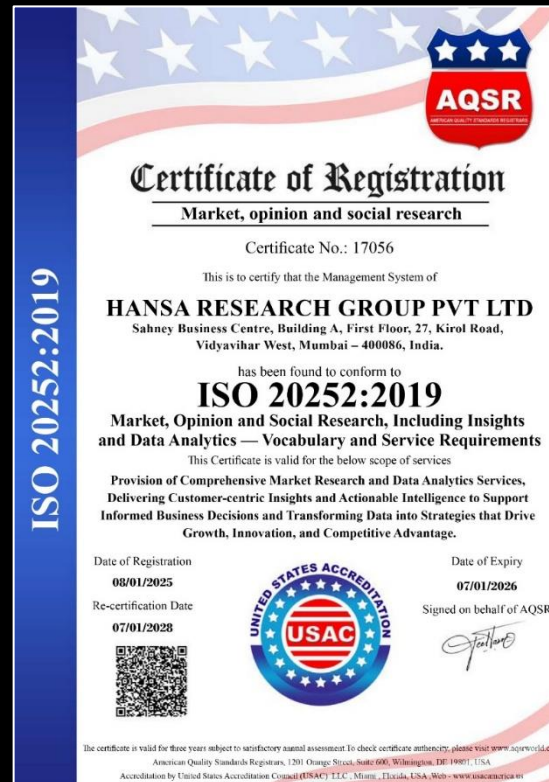 AQSR
AMERICAN QUALITY STANDARDS REGISTRARS
Certificate of Registration
Market, opinion and social research
Certificate No.: 17056
This is to certify that the Management System of
HANSA RESEARCH GROUP PVT LTD
Sahney Business Centre, Building A, First Floor, 27, Kirol Road,
Vidyavihar West, Mumbai – 400086, India.
has been found to conform to
ISO 20252:2019
Market, Opinion and Social Research, Including Insights
and Data Analytics — Vocabulary and Service Requirements
This Certificate is valid for the below scope of services
Provision of Comprehensive Market Research and Data Analytics Services,
Delivering Customer-centric Insights and Actionable Intelligence to Support
Informed Business Decisions and Transforming Data into Strategies that Drive
Growth, Innovation, and Competitive Advantage.
Date of Registration
08/01/2025
Re-certification Date
07/01/2028
UNITED STATES ACCREDITATION
USAC
Date of Expiry
07/01/2026
Signed on behalf of AQSR
The certificate is valid for three years subject to satisfactory annual assessment.To check certificate authencity, please visit www.aqsrworld.c
American Quality Standards Registrars, 1201 Orange Street, Suite 600, Wilmington, DE 19801, USA
Accreditation by United States Accreditation Council (USAC) LLC , Miami , Florida, USA,Web - www.usacamerica.us
ISO 20252:2019